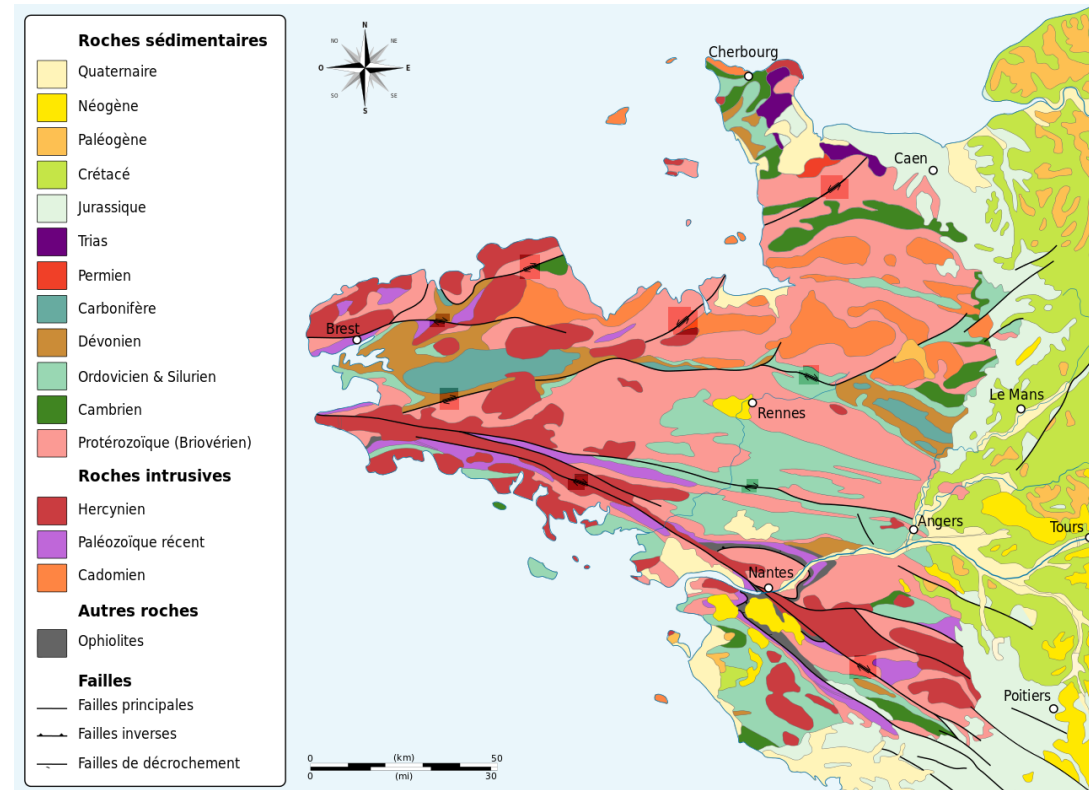 Roches sédimentaires
Quaternaire
Néogène
Paléogène
Crétacé
Jurassique
Trias
Permien
Carbonifère
Dévonien
Ordovicien & Silurien
Cambrien
Protérozoïque (Briovérien)
Roches intrusives
Hercynien
Paléozoïque récent
Cadomien
Autres roches
Ophiolites
Failles
Failles principales
Failles inverses
Failles de décrochement
N
NO
NE
O
E
SO
SE
S
Cherbourg
Caen
Brest
Rennes
Le Mans
Angers
Tours
Nantes
Poitiers
0 (km) 50
0 (mi) 30